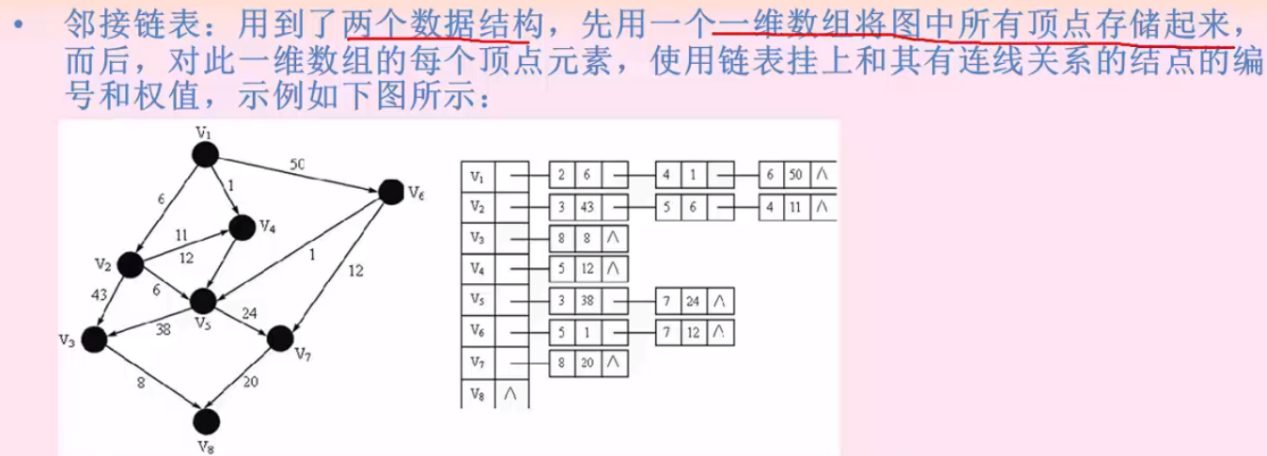 • 邻接链表：用到了两个数据结构，先用一个一维数组将图中所有顶点存储起来，
而后，对此一维数组的每个顶点元素，使用链表挂上和其有连线关系的结点的编
号和权值，示例如下图所示：
V1
50
6
1
V6
V4
11
12
V2
1
12
43
6
V5
24
38
V3
V7
8
20
V8
V1 2 6 4 1 6 50 ∧
V2 3 43 5 6 4 11 ∧
V3 8 8 ∧
V4 5 12 ∧
V5 3 38 7 24 ∧
V6 5 1 7 12 ∧
V7 8 20 ∧
V8 ∧